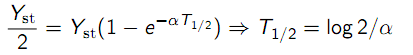 Y_st/2 = Y_st(1 − e^{−αT_{1/2}}) ⇒ T_{1/2} = log 2/α